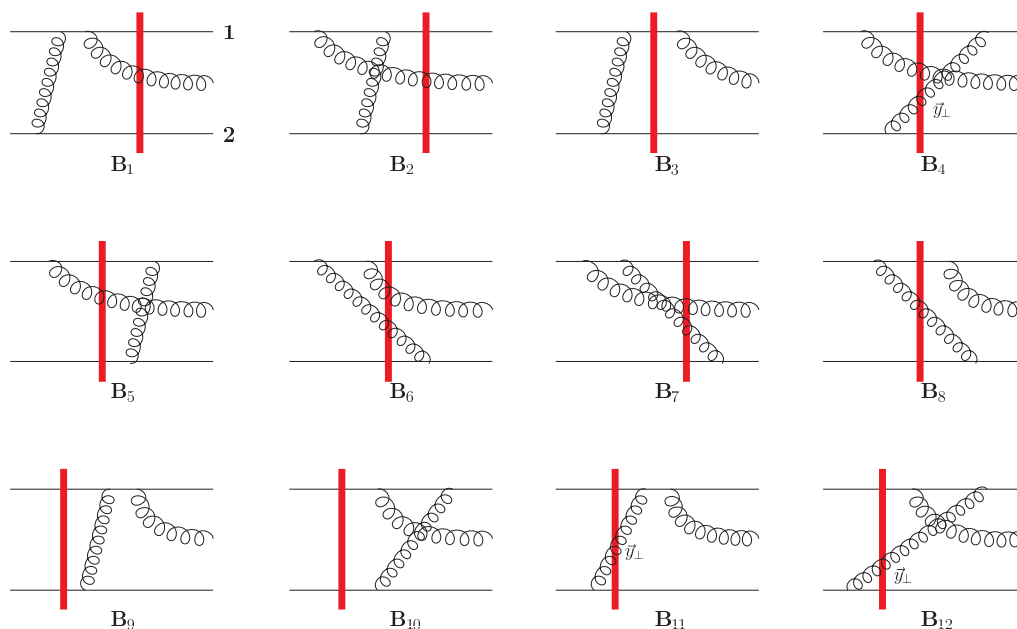 1
2
y⃗⊥
B₁ B₂ B₃ B₄
B₅ B₆ B₇ B₈
y⃗⊥ y⃗⊥
B₉ B₁₀ B₁₁ B₁₂